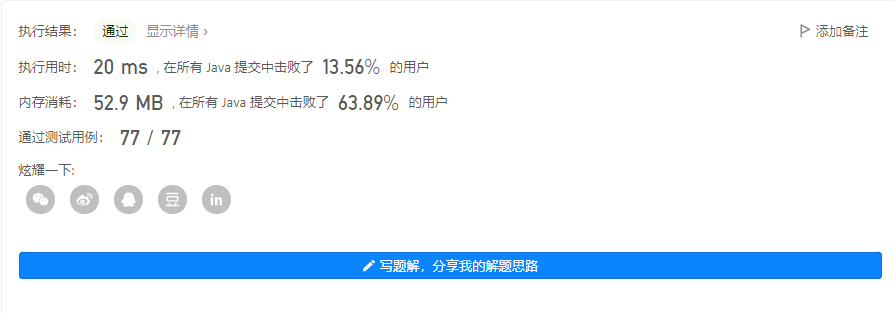 执行结果： 通过 显示详情 › 添加备注
执行用时： 20 ms , 在所有 Java 提交中击败了 13.56% 的用户
内存消耗： 52.9 MB , 在所有 Java 提交中击败了 63.89% 的用户
通过测试用例： 77 / 77
炫耀一下:
豆 in
写题解，分享我的解题思路